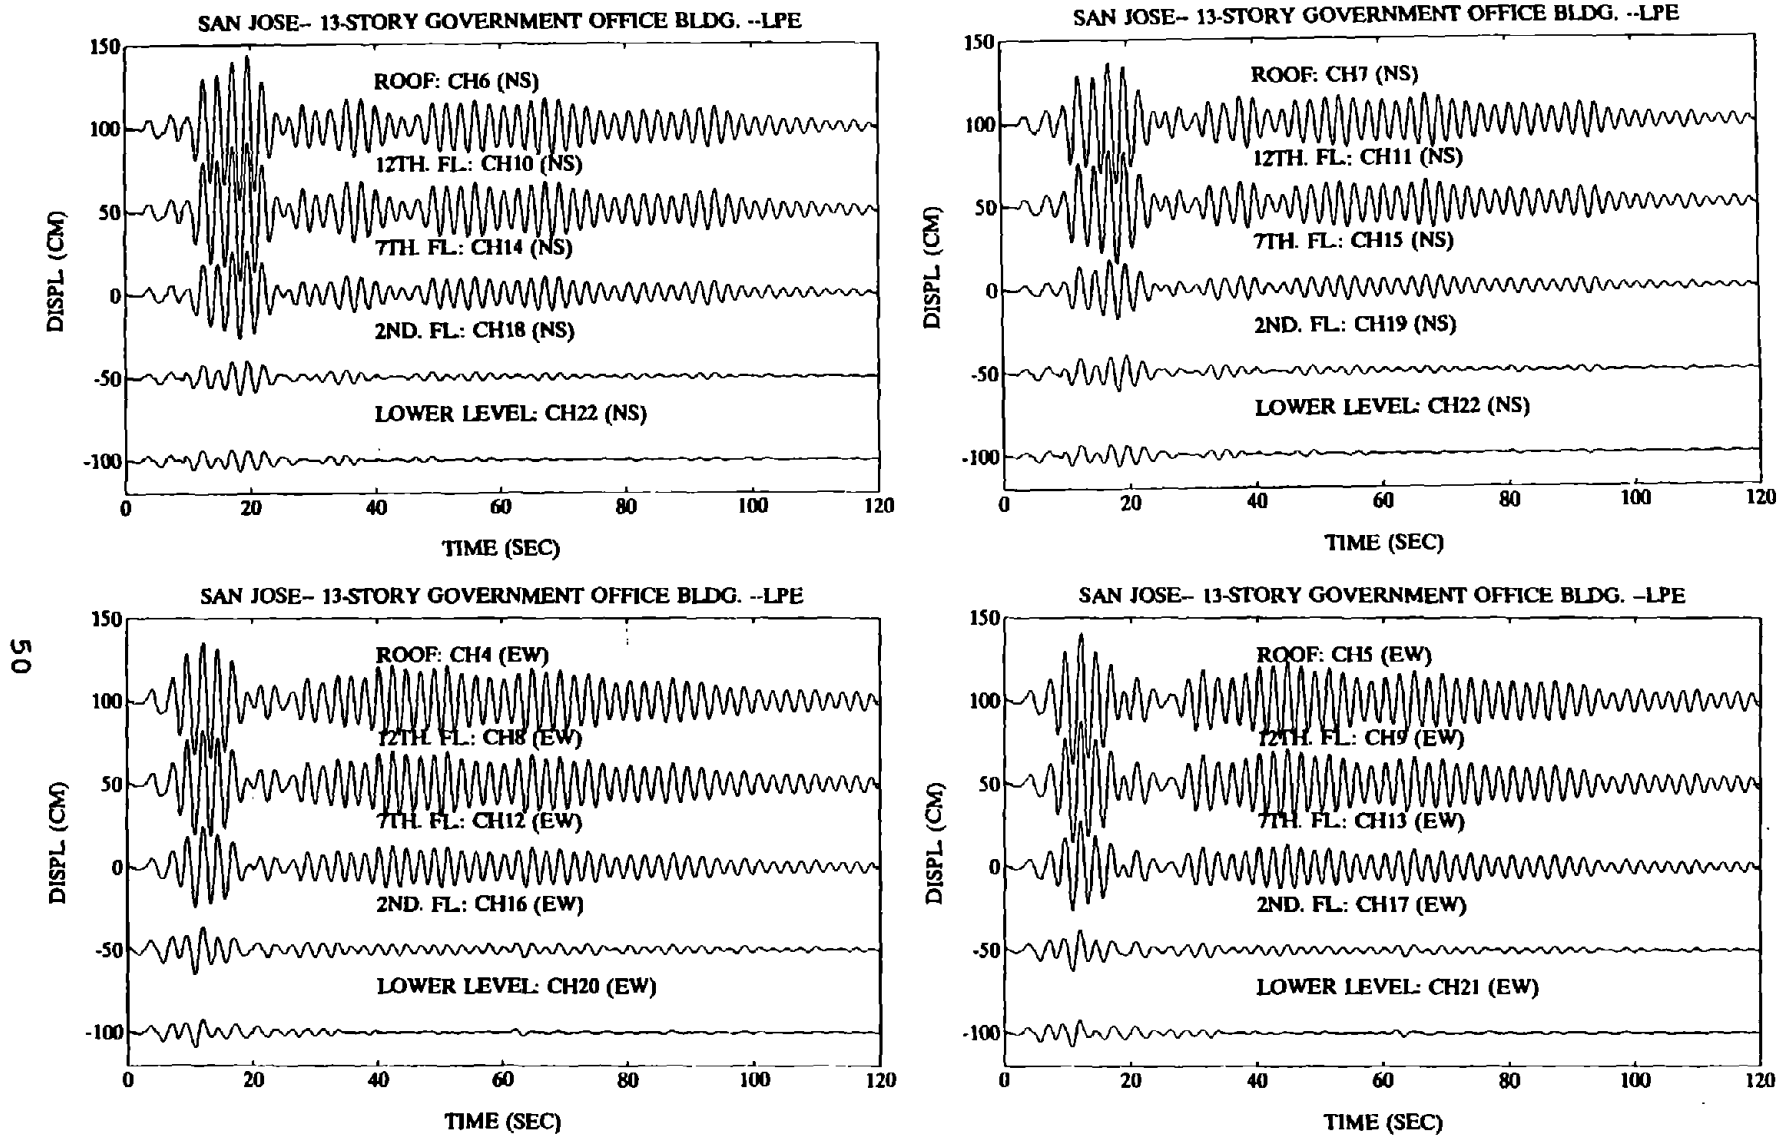 SAN JOSE-- 13-STORY GOVERNMENT OFFICE BLDG. --LPE
150
100
50
0
-50
-100
DISPL. (CM)
ROOF: CH6 (NS)
12TH. FL.: CH10 (NS)
7TH. FL.: CH14 (NS)
2ND. FL.: CH18 (NS)
LOWER LEVEL: CH22 (NS)
0 20 40 60 80 100 120
TIME (SEC)
SAN JOSE-- 13-STORY GOVERNMENT OFFICE BLDG. --LPE
150
100
50
0
-50
-100
DISPL. (CM)
ROOF: CH7 (NS)
12TH. FL.: CH11 (NS)
7TH. FL.: CH15 (NS)
2ND. FL.: CH19 (NS)
LOWER LEVEL: CH22 (NS)
0 20 40 60 80 100 120
TIME (SEC)
50
SAN JOSE-- 13-STORY GOVERNMENT OFFICE BLDG. --LPE
150
100
50
0
-50
-100
DISPL. (CM)
ROOF: CH4 (EW)
12TH. FL.: CH8 (EW)
7TH. FL.: CH12 (EW)
2ND. FL.: CH16 (EW)
LOWER LEVEL: CH20 (EW)
0 20 40 60 80 100 120
TIME (SEC)
SAN JOSE-- 13-STORY GOVERNMENT OFFICE BLDG. --LPE
150
100
50
0
-50
-100
DISPL. (CM)
ROOF: CH5 (EW)
12TH. FL.: CH9 (EW)
7TH. FL.: CH13 (EW)
2ND. FL.: CH17 (EW)
LOWER LEVEL: CH21 (EW)
0 20 40 60 80 100 120
TIME (SEC)